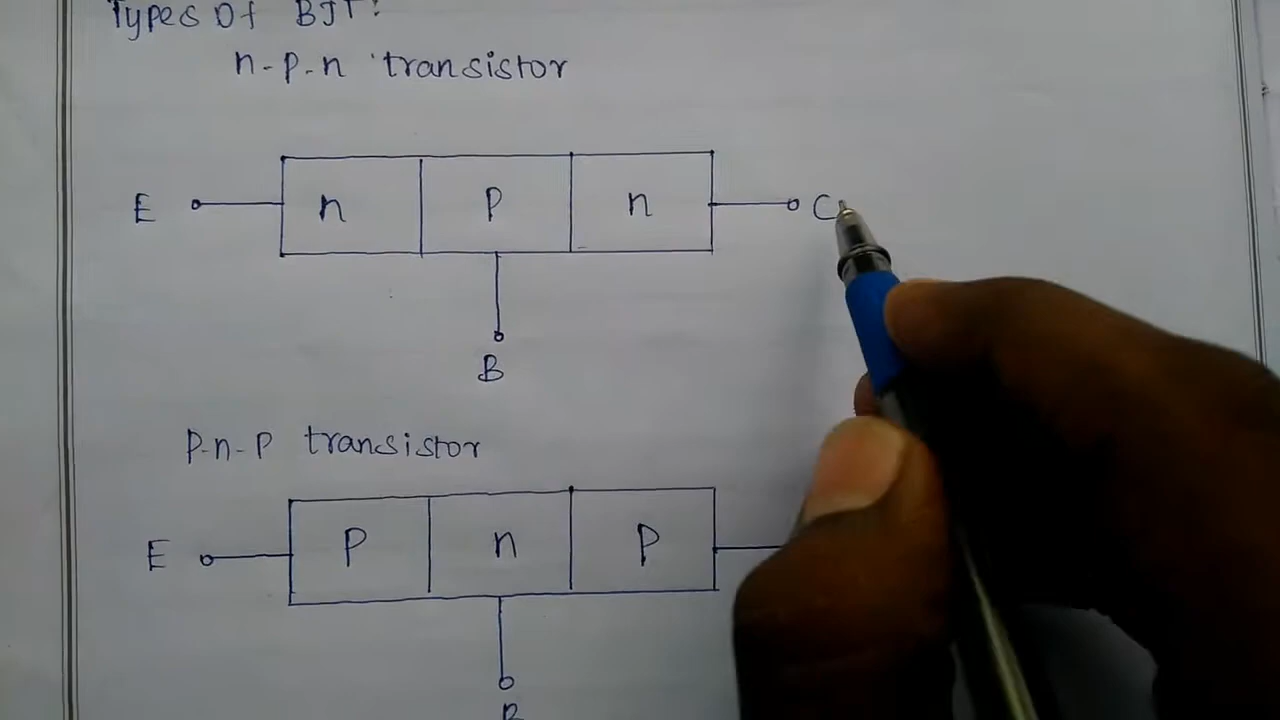 Types Of BJT:
n-p-n transistor
E n P n C
B
P-n-P transistor
E P n P
B